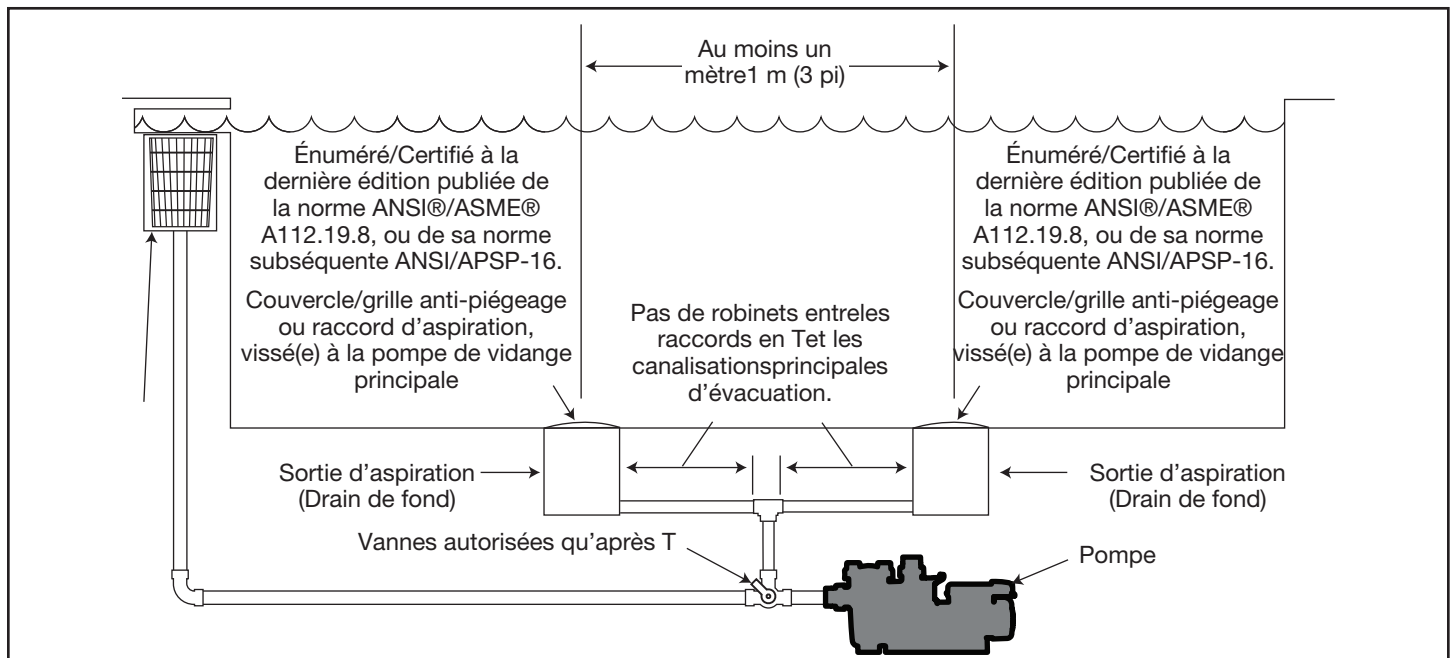 Au moins un
mètre1 m (3 pi)
Énuméré/Certifié à la
dernière édition publiée de
la norme ANSI®/ASME®
A112.19.8, ou de sa norme
subséquente ANSI/APSP-16.
Couvercle/grille anti-piégeage
ou raccord d’aspiration,
vissé(e) à la pompe de vidange
principale
Pas de robinets entreles
raccords en Tet les
canalisationsprincipales
d’évacuation.
Énuméré/Certifié à la
dernière édition publiée de
la norme ANSI®/ASME®
A112.19.8, ou de sa norme
subséquente ANSI/APSP-16.
Couvercle/grille anti-piégeage
ou raccord d’aspiration,
vissé(e) à la pompe de vidange
principale
Sortie d’aspiration
(Drain de fond)
Sortie d’aspiration
(Drain de fond)
Vannes autorisées qu’après T
Pompe